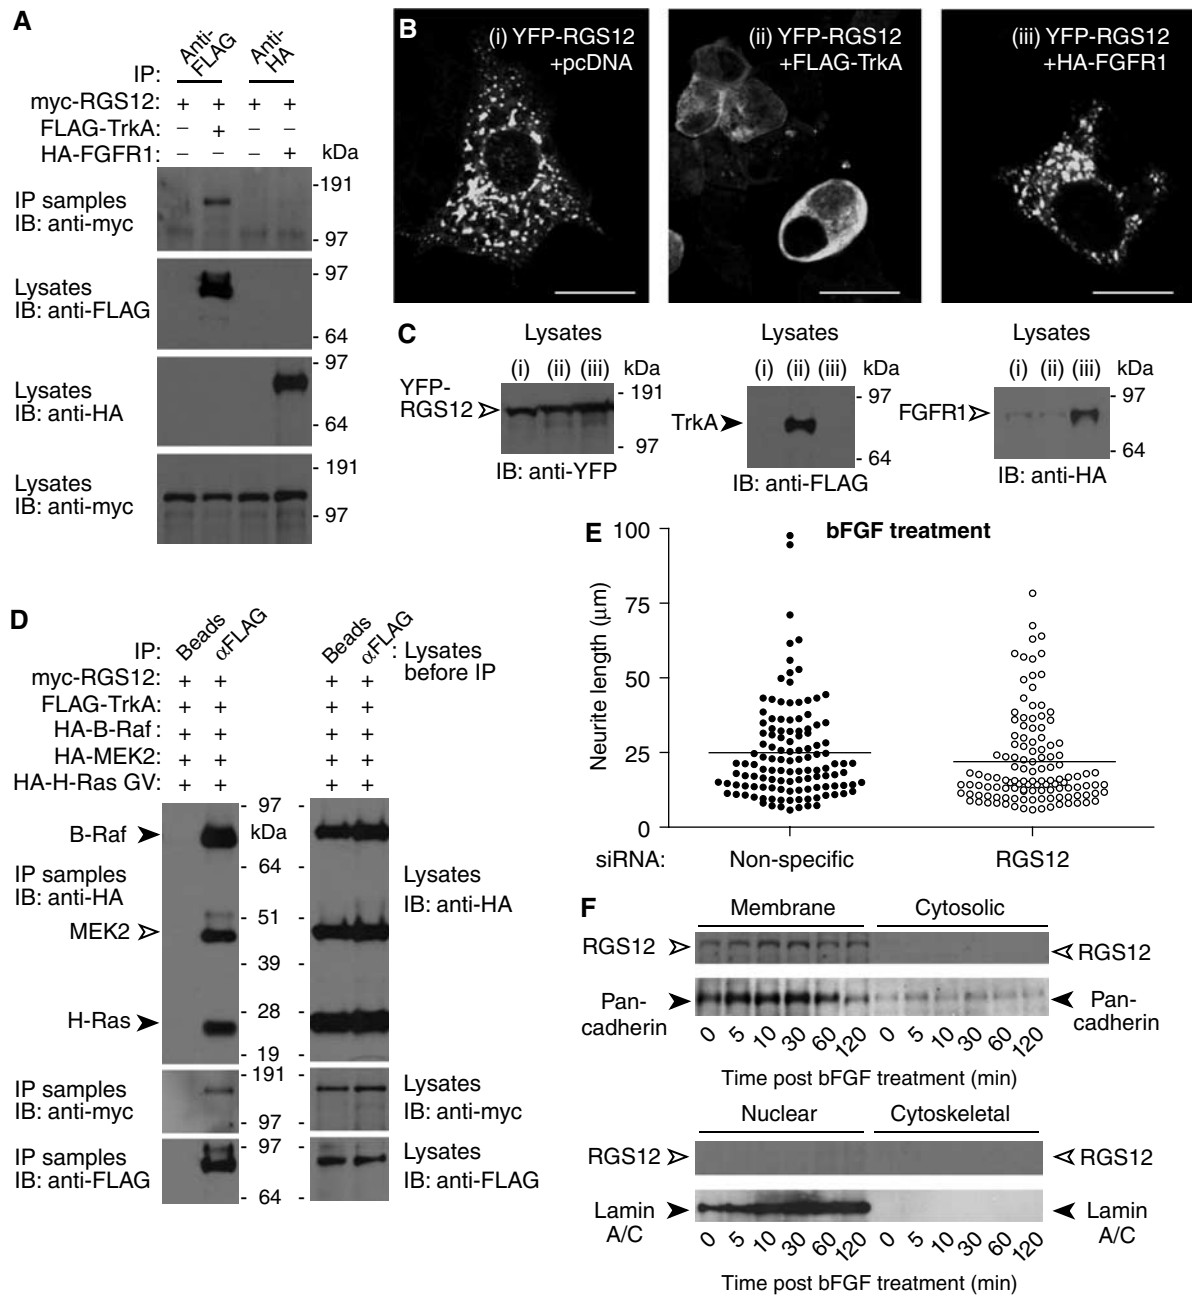 A
Anti-FLAG
Anti-HA
IP:
myc-RGS12: + + + +
FLAG-TrkA: – + – –
HA-FGFR1: – – – +
kDa
IP samples
IB: anti-myc
-191
- 97
Lysates
IB: anti-FLAG
- 97
- 64
Lysates
IB: anti-HA
- 97
- 64
Lysates
IB: anti-myc
- 191
- 97
B
(i) YFP-RGS12
+pcDNA
(ii) YFP-RGS12
+FLAG-TrkA
(iii) YFP-RGS12
+HA-FGFR1
C
Lysates
(i) (ii) (iii) kDa
YFP-
RGS12
- 191
- 97
IB: anti-YFP
Lysates
(i) (ii) (iii)
TrkA
- 97
- 64
IB: anti-FLAG
Lysates
(i) (ii) (iii) kDa
FGFR1
- 97
- 64
IB: anti-HA
D
IP: Beads αFLAG
Beads αFLAG : Lysates
before IP
myc-RGS12: + + + +
FLAG-TrkA: + + + +
HA-B-Raf : + + + +
HA-MEK2: + + + +
HA-H-Ras GV: + + + +
B-Raf
IP samples
IB: anti-HA
MEK2
H-Ras
- 97 -
kDa
- 64 -
- 51 -
- 39 -
- 28 -
- 19 -
Lysates
IB: anti-HA
IP samples
IB: anti-myc
- 191 -
- 97 -
Lysates
IB: anti-myc
IP samples
IB: anti-FLAG
- 97 -
- 64 -
Lysates
IB: anti-FLAG
E
bFGF treatment
Neurite length (μm)
100
75
50
25
0
siRNA: Non-specific RGS12
F
Membrane Cytosolic
RGS12 RGS12
Pan-
cadherin
Pan-
cadherin
0 5 10 30 60 120 0 5 10 30 60 120
Time post bFGF treatment (min)
Nuclear Cytoskeletal
RGS12 RGS12
Lamin
A/C
Lamin
A/C
0 5 10 30 60 120 0 5 10 30 60 120
Time post bFGF treatment (min)